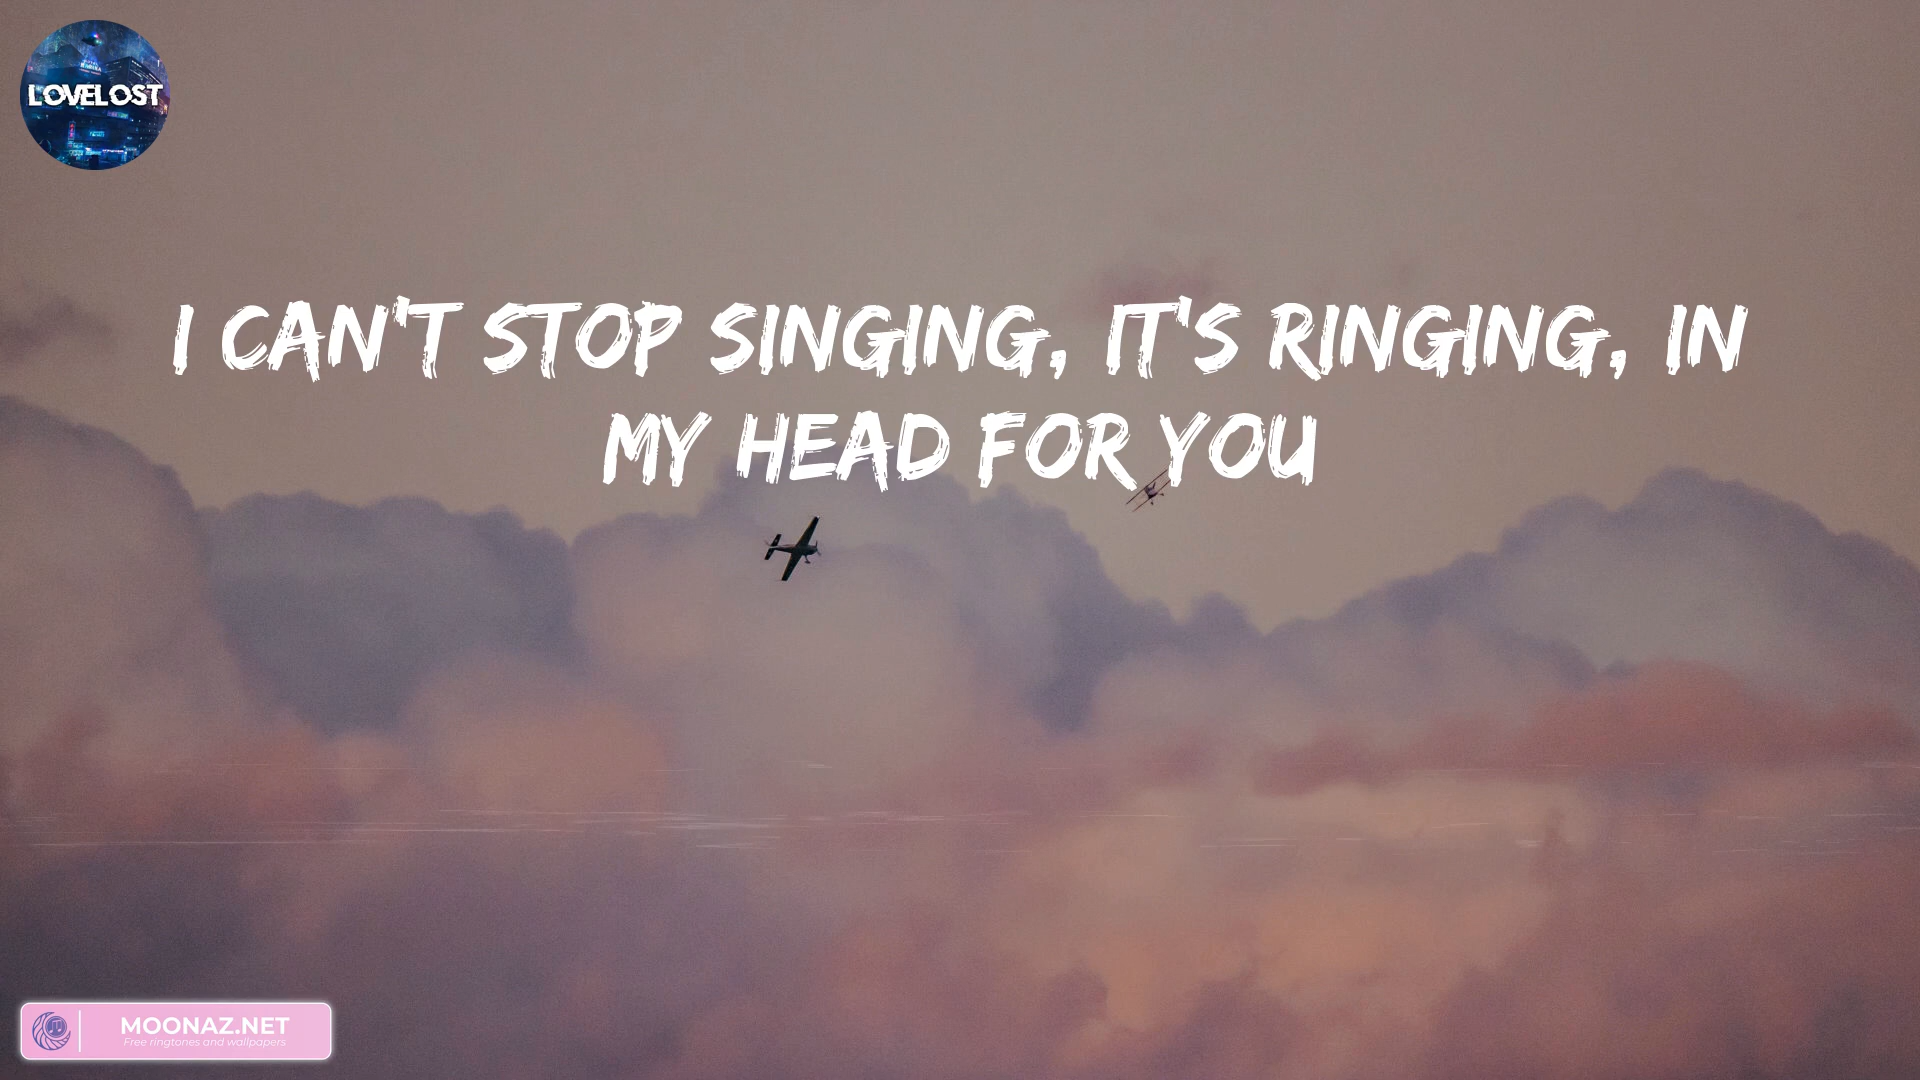 LOVELOST
I CAN'T STOP SINGING, IT'S RINGING, IN
MY HEAD FOR YOU
MOONAZ.NET
Free ringtones and wallpapers